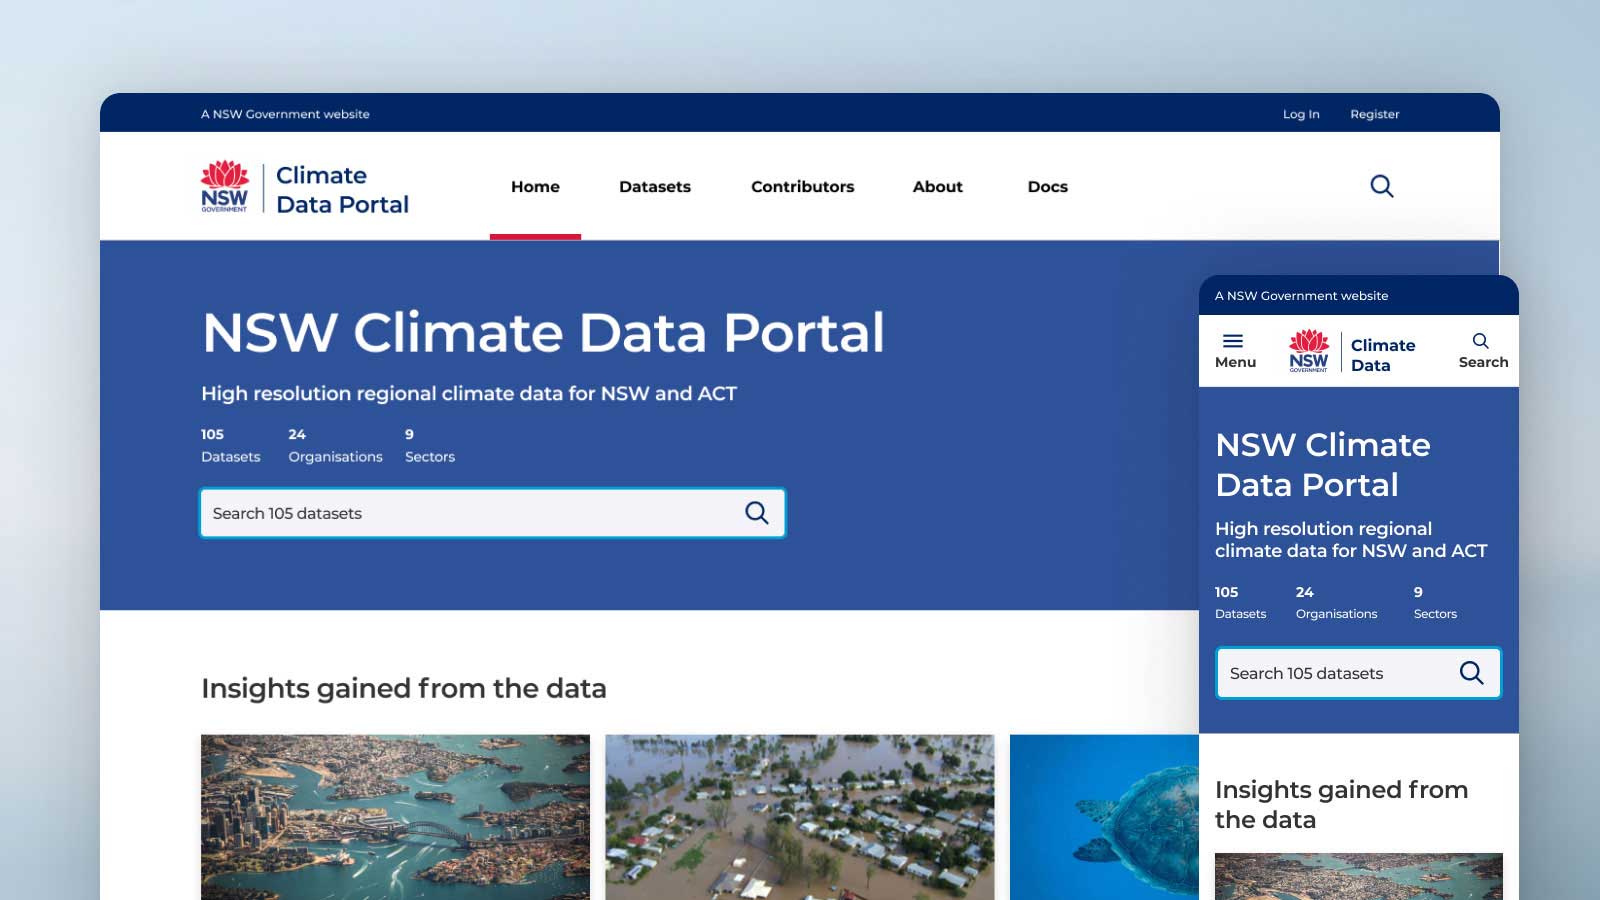 A NSW Government website
Log In
Register
NSW
GOVERNMENT
Climate
Data Portal
Home
Datasets
Contributors
About
Docs
NSW Climate Data Portal
High resolution regional climate data for NSW and ACT
105
24
9
Datasets
Organisations
Sectors
Search 105 datasets
Insights gained from the data
A NSW Government website
Menu
NSW
GOVERNMENT
Climate
Data
Search
NSW Climate
Data Portal
High resolution regional
climate data for NSW and ACT
105
24
9
Datasets
Organisations
Sectors
Search 105 datasets
Insights gained from
the data